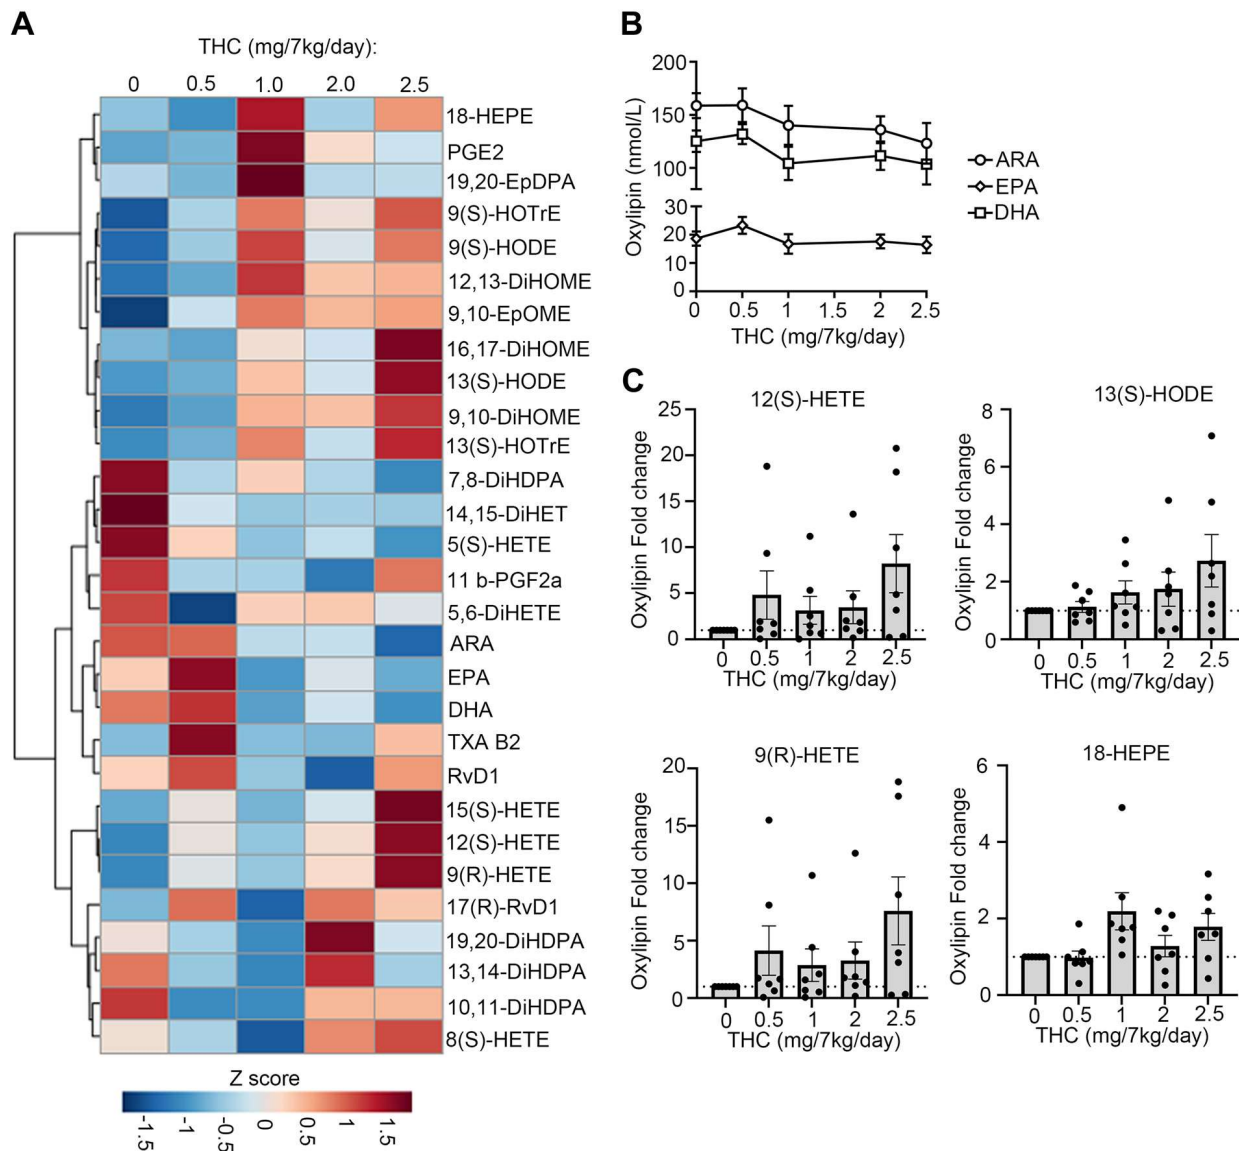 A
THC (mg/7kg/day):
0 0.5 1.0 2.0 2.5
18-HEPE
PGE2
19,20-EpDPA
9(S)-HOTrE
9(S)-HODE
12,13-DiHOME
9,10-EpOME
16,17-DiHOME
13(S)-HODE
9,10-DiHOME
13(S)-HOTrE
7,8-DiHDPA
14,15-DiHET
5(S)-HETE
11 b-PGF2a
5,6-DiHETE
ARA
EPA
DHA
TXA B2
RvD1
15(S)-HETE
12(S)-HETE
9(R)-HETE
17(R)-RvD1
19,20-DiHDPA
13,14-DiHDPA
10,11-DiHDPA
8(S)-HETE
Z score
-1.5 -1 -0.5 0 0.5 1 1.5
B
Oxylipin (nmol/L)
200
150
100
30
20
10
0
0 0.5 1 1.5 2 2.5
THC (mg/7kg/day)
ARA
EPA
DHA
C
12(S)-HETE
Oxylipin Fold change
25
20
15
10
5
0
0 0.5 1 2 2.5
THC (mg/7kg/day)
13(S)-HODE
Oxylipin Fold change
8
6
4
2
0
0 0.5 1 2 2.5
THC (mg/7kg/day)
9(R)-HETE
Oxylipin Fold change
20
15
10
5
0
0 0.5 1 2 2.5
THC (mg/7kg/day)
18-HEPE
Oxylipin Fold change
6
4
2
0
0 0.5 1 2 2.5
THC (mg/7kg/day)